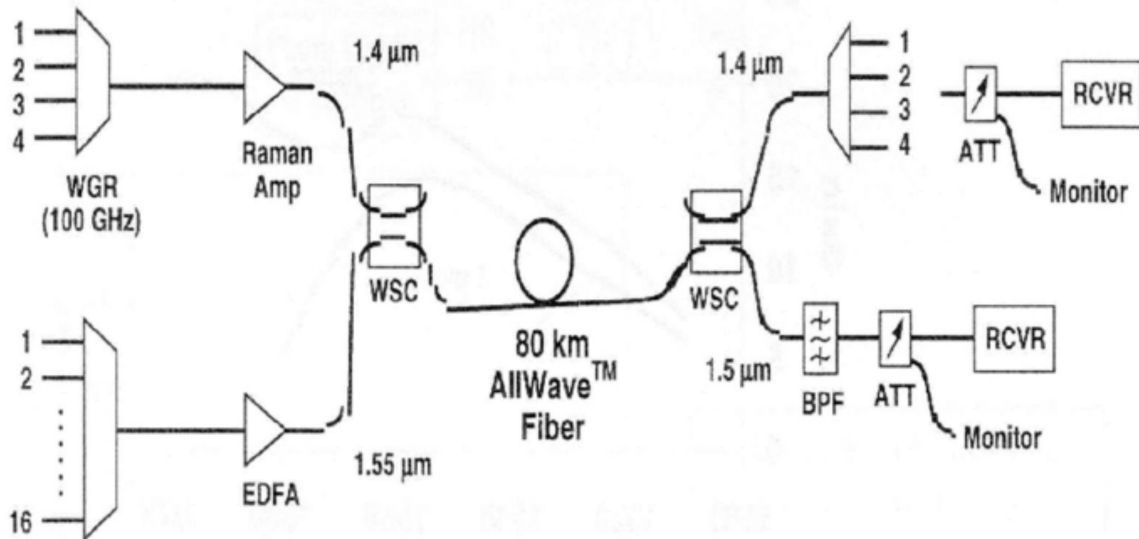 1
2
3
4
WGR
(100 GHz)
Raman
Amp
1.4 µm
WSC
1
2
16
EDFA
1.55 µm
80 km
AllWave™
Fiber
1.4 µm
WSC
1.5 µm
1
2
3
4
ATT
RCVR
Monitor
BPF
ATT
RCVR
Monitor